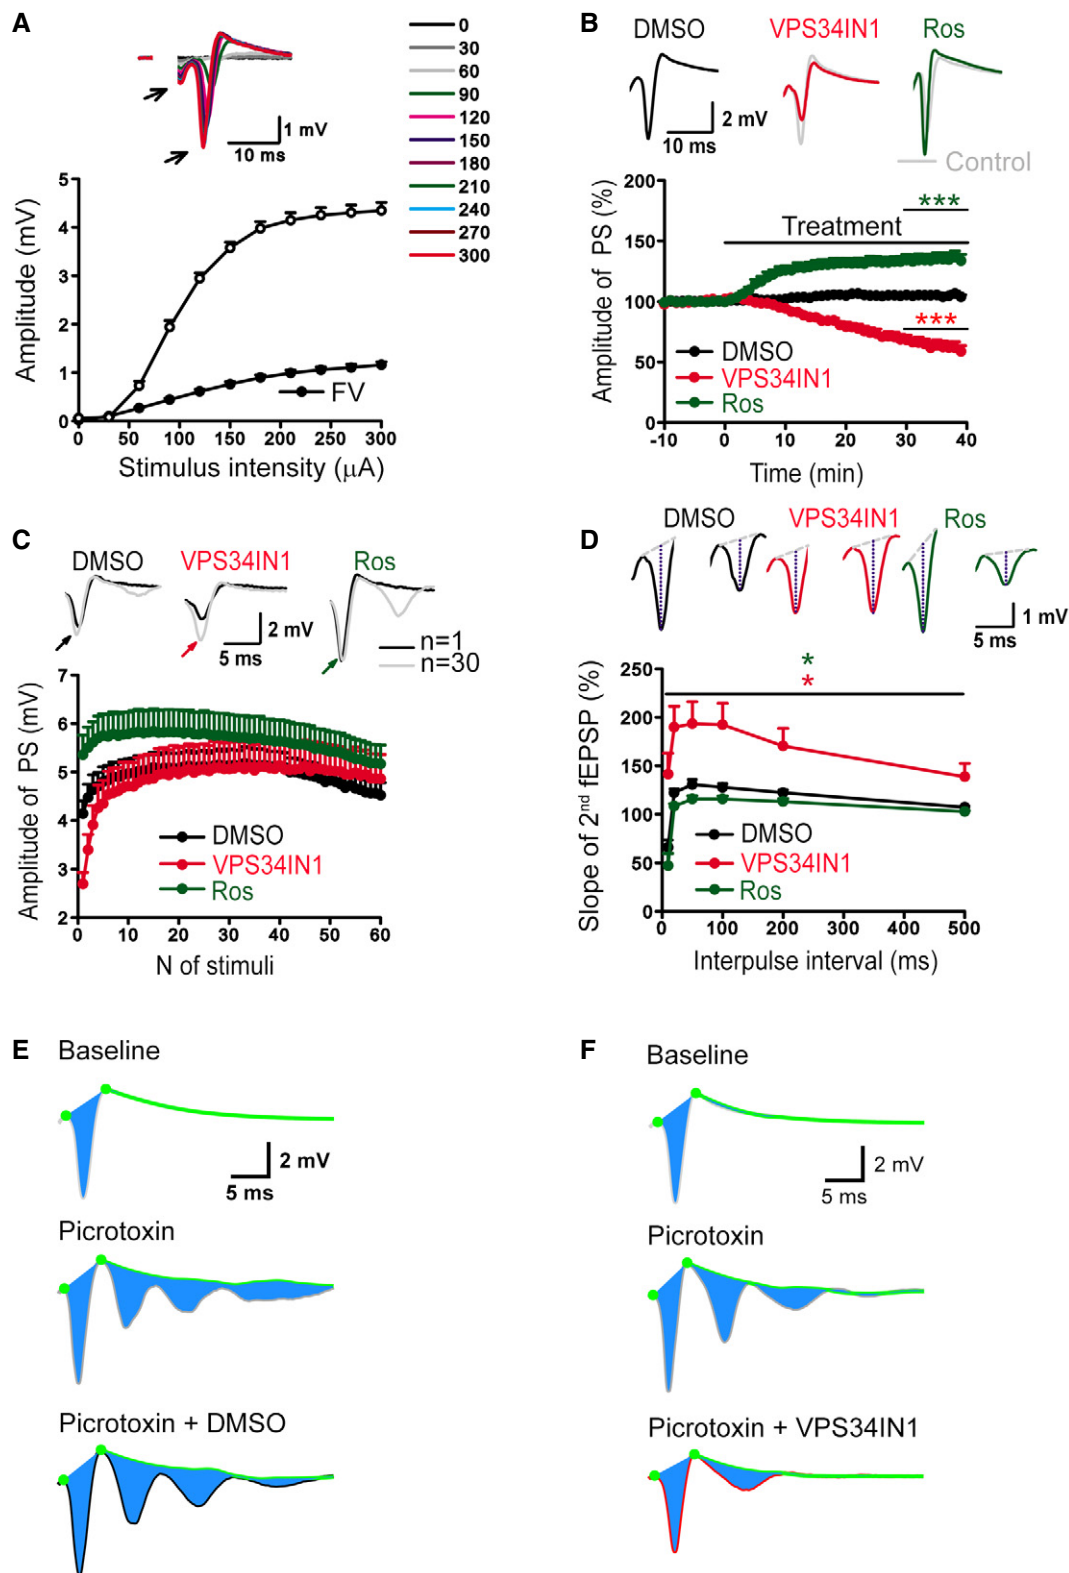 A
0
30
60
90
120
150
180
210
240
270
300
1 mV
10 ms
Amplitude (mV)
5
4
3
2
1
0
FV
0 50 100 150 200 250 300
Stimulus intensity (μA)
B
DMSO VPS34IN1 Ros
2 mV
10 ms
Control
Amplitude of PS (%)
200
150
100
50
0
Treatment
***
***
DMSO
VPS34IN1
Ros
-10 0 10 20 30 40
Time (min)
C
DMSO VPS34IN1 Ros
2 mV
5 ms
n=1
n=30
Amplitude of PS (mV)
7
6
5
4
3
2
DMSO
VPS34IN1
Ros
0 10 20 30 40 50 60
N of stimuli
D
DMSO VPS34IN1 Ros
1 mV
5 ms
Slope of 2nd fEPSP (%)
250
200
150
100
50
0
*
*
DMSO
VPS34IN1
Ros
0 100 200 300 400 500
Interpulse interval (ms)
E
Baseline
2 mV
5 ms
Picrotoxin
Picrotoxin + DMSO
F
Baseline
2 mV
5 ms
Picrotoxin
Picrotoxin + VPS34IN1